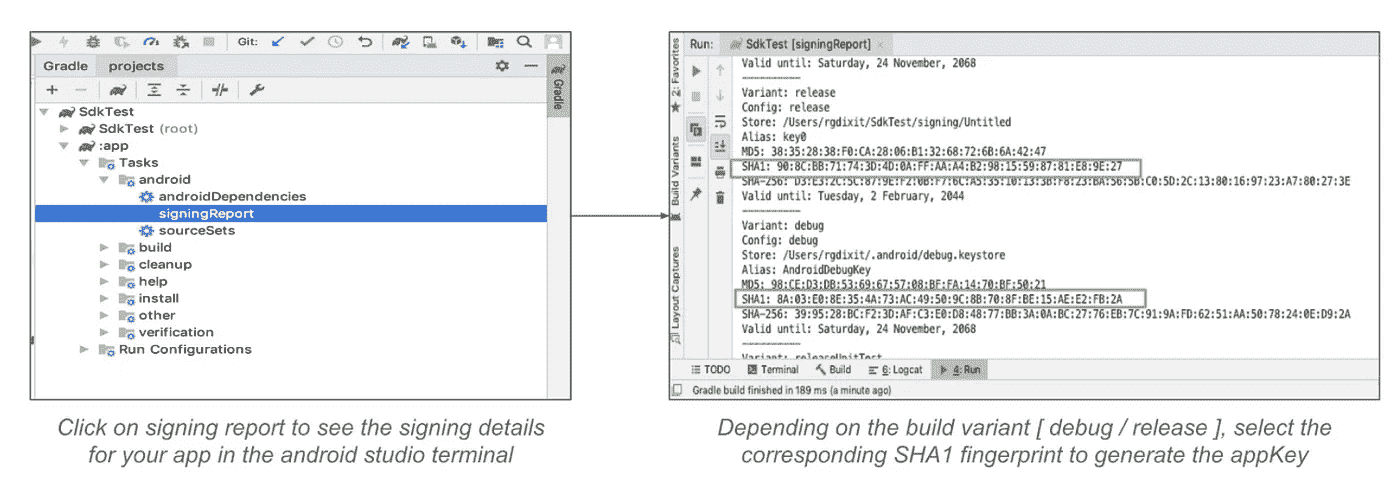 Git:
Gradle
projects
SdkTest
SdkTest (root)
:app
Tasks
android
androidDependencies
signingReport
sourceSets
build
cleanup
help
install
other
verification
Run Configurations
Gradle
Click on signing report to see the signing details
for your app in the android studio terminal
2: Favorites
Build Variants
Layout Captures
Run:
SdkTest [signingReport]
Valid until: Saturday, 24 November, 2068
----------
Variant: release
Config: release
Store: /Users/rgdixit/SdkTest/signing/Untitled
Alias: key0
MD5: 38:35:28:38:F0:CA:28:06:B1:32:68:72:6B:6A:42:47
SHA1: 90:8C:BB:71:74:3D:4D:0A:FF:AA:A4:B2:98:15:59:87:81:E8:9E:27
SHA-256: D3:E3:2C:5C:87:9E:F2:0B:F7:6C:A5:35:10:13:3B:F8:23:BA:56:5B:C0:5D:2C:13:80:16:97:23:A7:80:27:3E
Valid until: Tuesday, 2 February, 2044
----------
Variant: debug
Config: debug
Store: /Users/rgdixit/.android/debug.keystore
Alias: AndroidDebugKey
MD5: 98:CE:D3:DB:53:69:67:57:08:BF:FA:14:70:BF:50:21
SHA1: 8A:03:E0:8E:35:4A:73:AC:49:50:9C:8B:70:8F:BE:15:AE:E2:FB:2A
SHA-256: 39:95:28:BC:F2:3D:AF:C3:E0:D8:48:77:BB:3A:0A:BC:27:76:EB:7C:91:9A:FD:62:51:AA:50:78:24:0E:D9:2A
Valid until: Saturday, 24 November, 2068
----------
Variant: releaseUnitTest
TODO
Terminal
Build
6: Logcat
4: Run
Gradle build finished in 189 ms (a minute ago)
Depending on the build variant [ debug / release ], select the
corresponding SHA1 fingerprint to generate the appKey